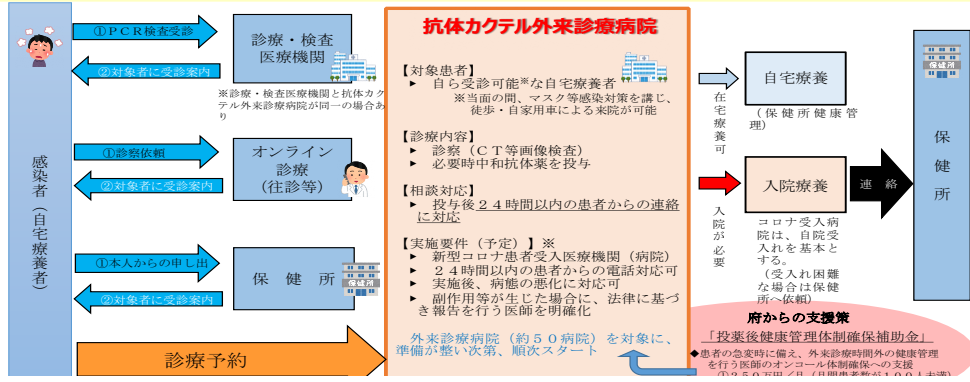 ①ＰＣＲ検査受診
②対象者に受診案内
診療・検査
医療機関
※診療・検査医療機関と抗体カク
テル外来診療病院が同一の場合あ
り
感染者（自宅療養者）
①診察依頼
②対象者に受診案内
オンライン
診療
（往診等）
①本人からの申し出
②対象者に受診案内
保健所
保健所
診療予約
抗体カクテル外来診療病院
【対象患者】
▶ 自ら受診可能※な自宅療養者
※当面の間、マスク等感染対策を講じ、
徒歩・自家用車による来院が可能
【診療内容】
▶ 診察（ＣＴ等画像検査）
▶ 必要時中和抗体薬を投与
【相談対応】
▶ 投与後２４時間以内の患者からの連絡
に対応
【実施要件（予定）】※
▶ 新型コロナ患者受入医療機関（病院）
▶ ２４時間以内の患者からの電話対応可
▶ 実施後、病態の悪化に対応可
▶ 副作用等が生じた場合に、法律に基づ
き報告を行う医師を明確化
外来診療病院（約５０病院）を対象に、
準備が整い次第、順次スタート
在宅療養可
自宅療養
（保健所健康管
理）
入院が必要
入院療養
連絡
コロナ受入病
院は、自院受
入れを基本と
する。
（受入れ困難
な場合は保健
所へ依頼）
保健所
保健所
府からの支援策
「投薬後健康管理体制確保補助金」
◆患者の急変時に備え、外来診療時間外の健康管理
を行う医師のオンコール体制確保への支援